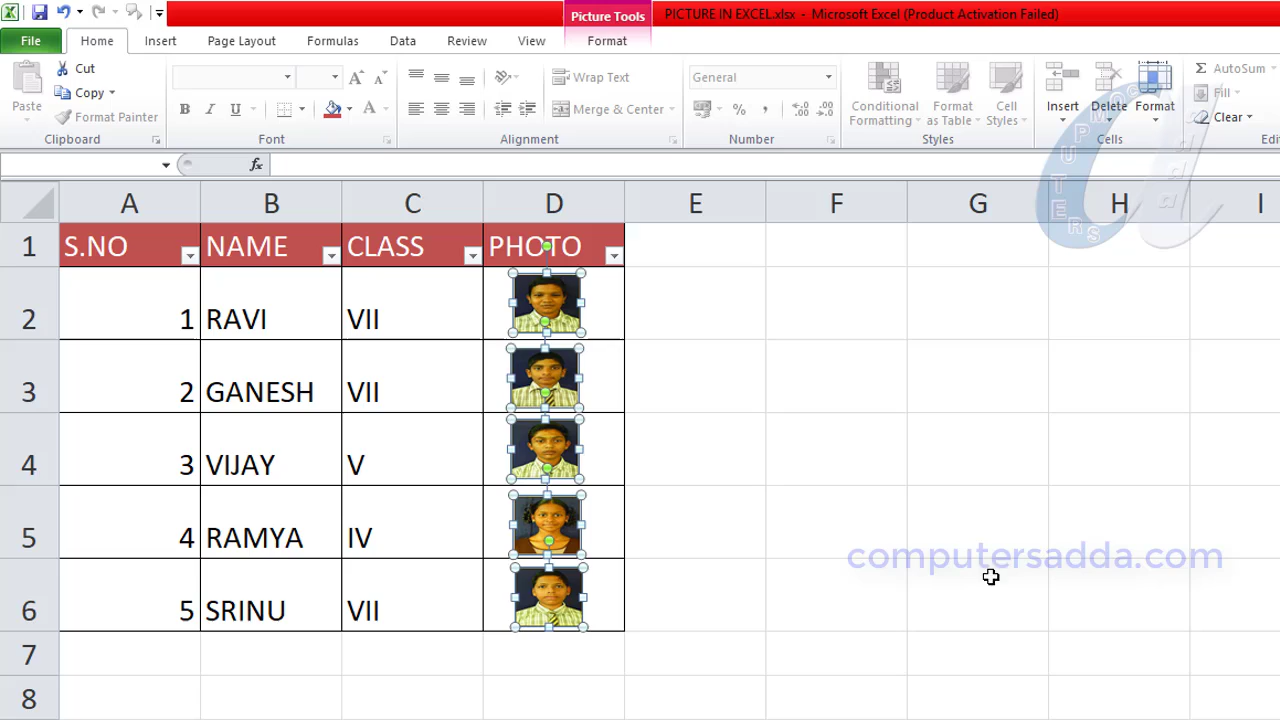 Picture Tools
PICTURE IN EXCEL.xlsx - Microsoft Excel (Product Activation Failed)
File Home Insert Page Layout Formulas Data Review View Format
Cut
Copy
Format Painter
Paste
Clipboard
B I U
A A
A
Font
Wrap Text
Merge & Center
Alignment
General
%
Number
Conditional Formatting
Format as Table
Cell Styles
Styles
Insert
Delete
Format
Cells
AutoSum
Fill
Clear
Edi
fx
A B C D E F G H I
1 S.NO NAME CLASS PHOTO
2 1 RAVI VII
3 2 GANESH VII
4 3 VIJAY V
5 4 RAMYA IV
6 5 SRINU VII
7
8
computersadda.com